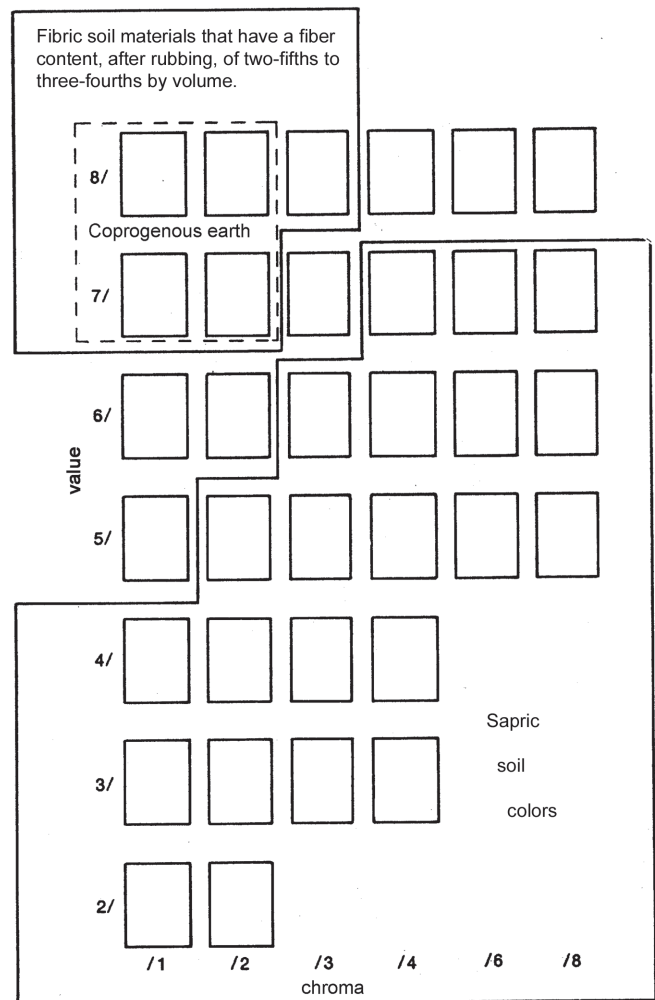 Fibric soil materials that have a fiber
content, after rubbing, of two-fifths to
three-fourths by volume.
8/
Coprogenous earth
7/
6/
value
5/
4/
Sapric
3/
soil
colors
2/
/1 /2 /3 /4 /6 /8
chroma